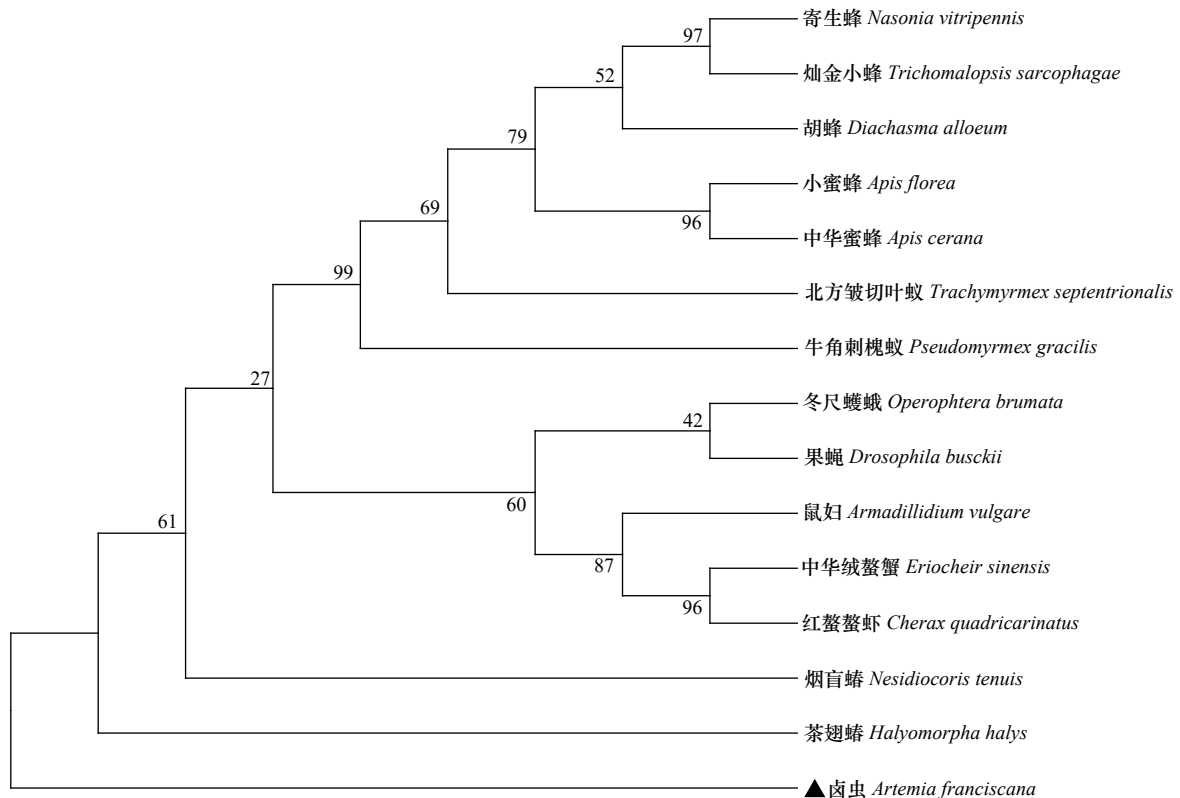 寄生蜂 Nasonia vitripennis
97
灿金小蜂 Trichomalopsis sarcophagae
52
胡蜂 Diachasma alloeum
79
小蜜蜂 Apis florea
96
中华蜜蜂 Apis cerana
69
北方皱切叶蚁 Trachymyrmex septentrionalis
99
牛角刺槐蚁 Pseudomyrmex gracilis
27
冬尺蠖蛾 Operophtera brumata
42
果蝇 Drosophila busckii
60
鼠妇 Armadillidium vulgare
61
87
中华绒螯蟹 Eriocheir sinensis
96
红螯螯虾 Cherax quadricarinatus
烟盲蝽 Nesidiocoris tenuis
茶翅蝽 Halyomorpha halys
▲卤虫 Artemia franciscana